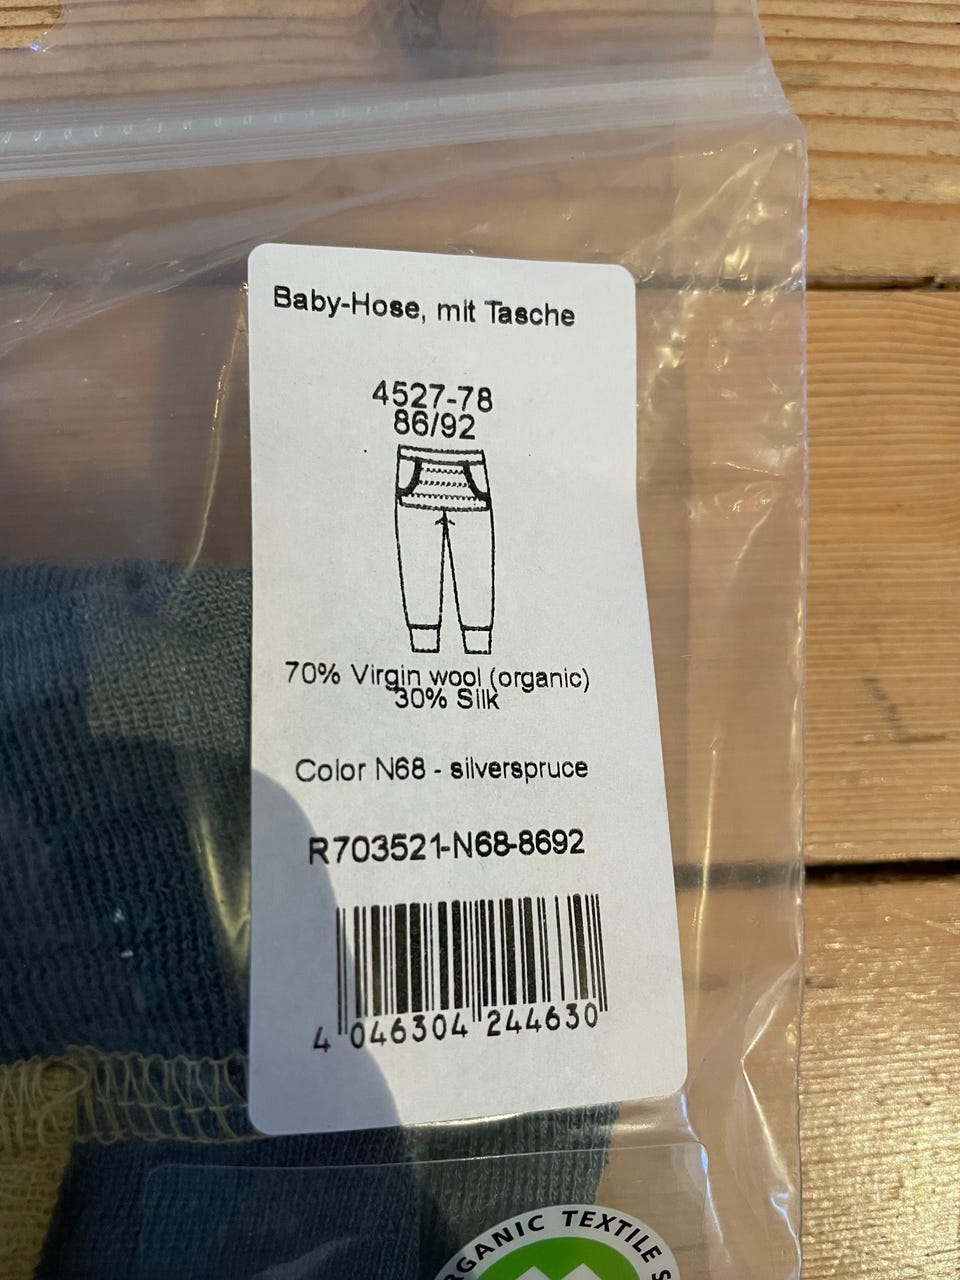 Baby-Hose, mit Tasche
4527-78
86/92
70% Virgin wool (organic)
30% Silk
Color N68 - silverspruce
R703521-N68-8692
4 046304 244630
ORGANIC TEXTILE